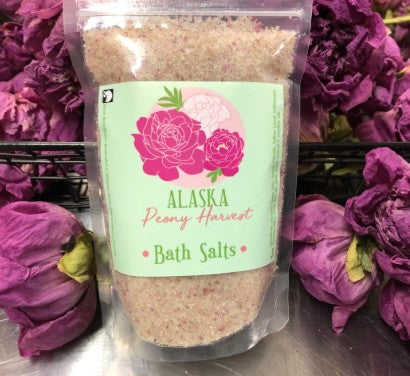 ALASKA
Peony Harvest
• Bath Salts •